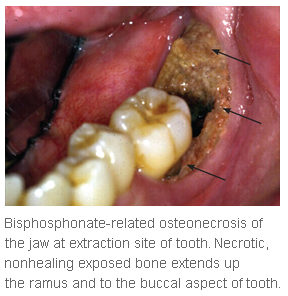 Bisphosphonate-related osteonecrosis of
the jaw at extraction site of tooth. Necrotic,
nonhealing exposed bone extends up
the ramus and to the buccal aspect of tooth.